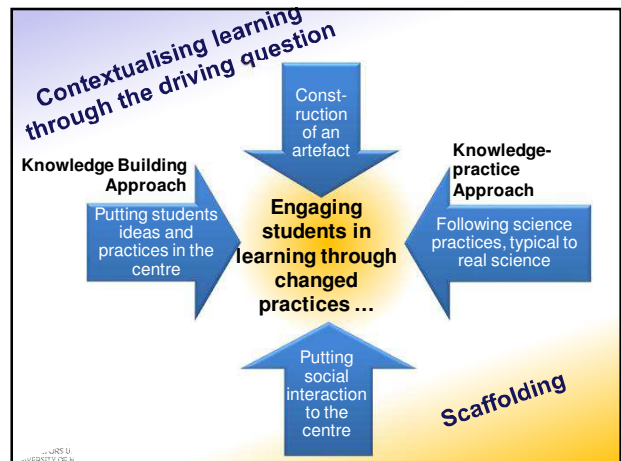 Contextualising learning
through the driving question
Const-
ruction
of an
artefact
Knowledge Building
Approach
Putting students
ideas and
practices in the
centre
Engaging
students in
learning through
changed
practices ...
Knowledge-
practice
Approach
Following science
practices, typical to
real science
Putting
social
interaction
to the
centre
Scaffolding